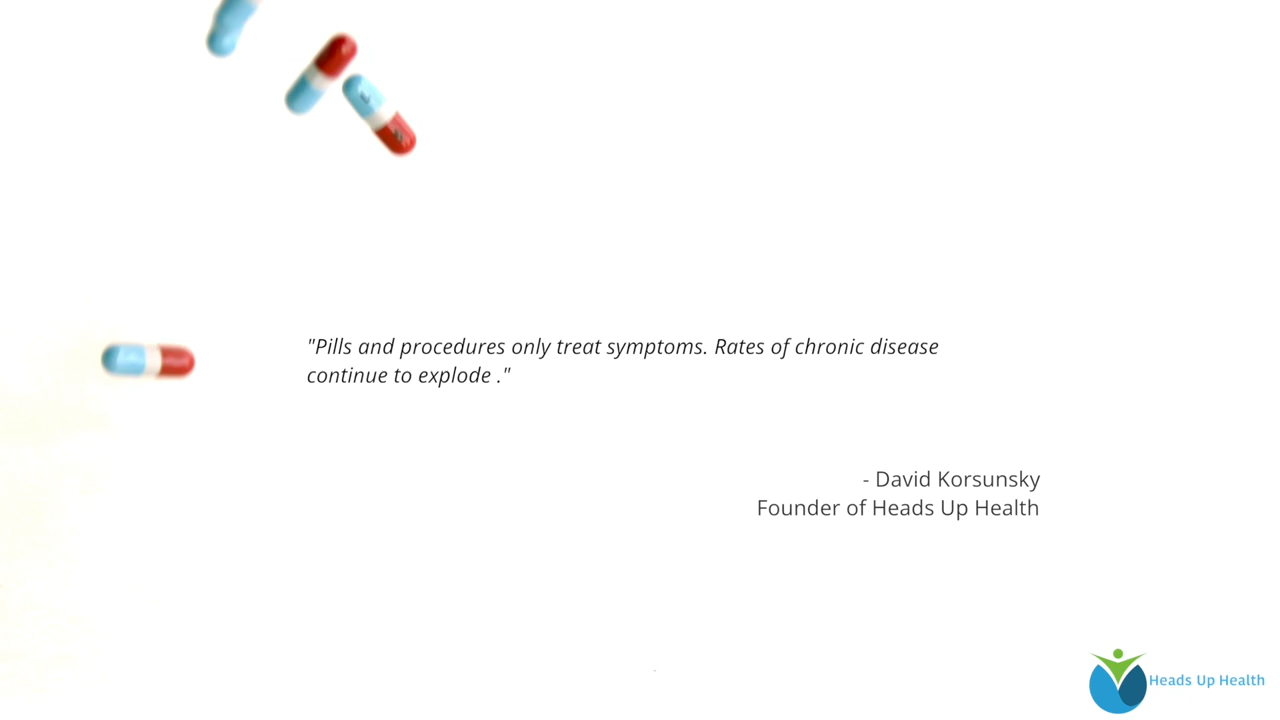 "Pills and procedures only treat symptoms. Rates of chronic disease
continue to explode ."
- David Korsunsky
Founder of Heads Up Health
Heads Up Health